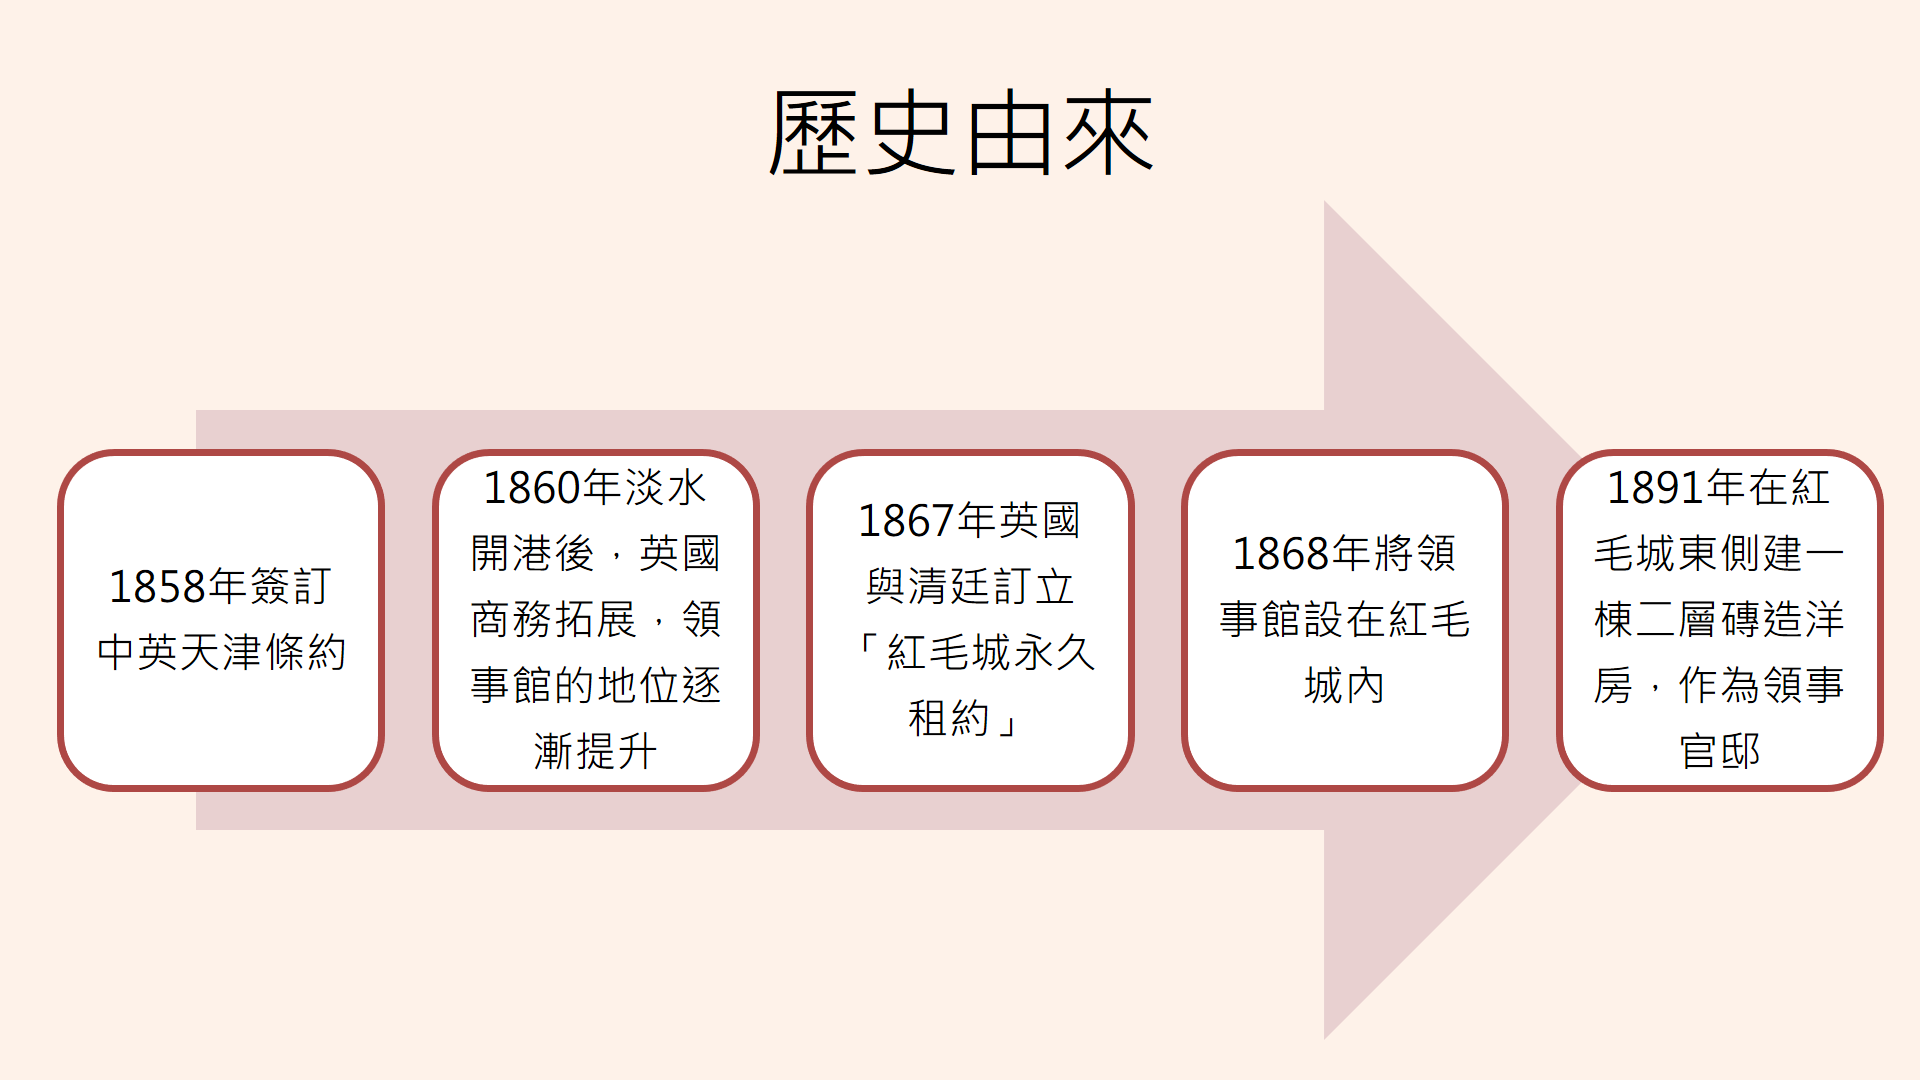 歷史由來
1858年簽訂
中英天津條約
1860年淡水
開港後，英國
商務拓展，領
事館的地位逐
漸提升
1867年英國
與清廷訂立
「紅毛城永久
租約」
1868年將領
事館設在紅毛
城內
1891年在紅
毛城東側建一
棟二層磚造洋
房，作為領事
官邸